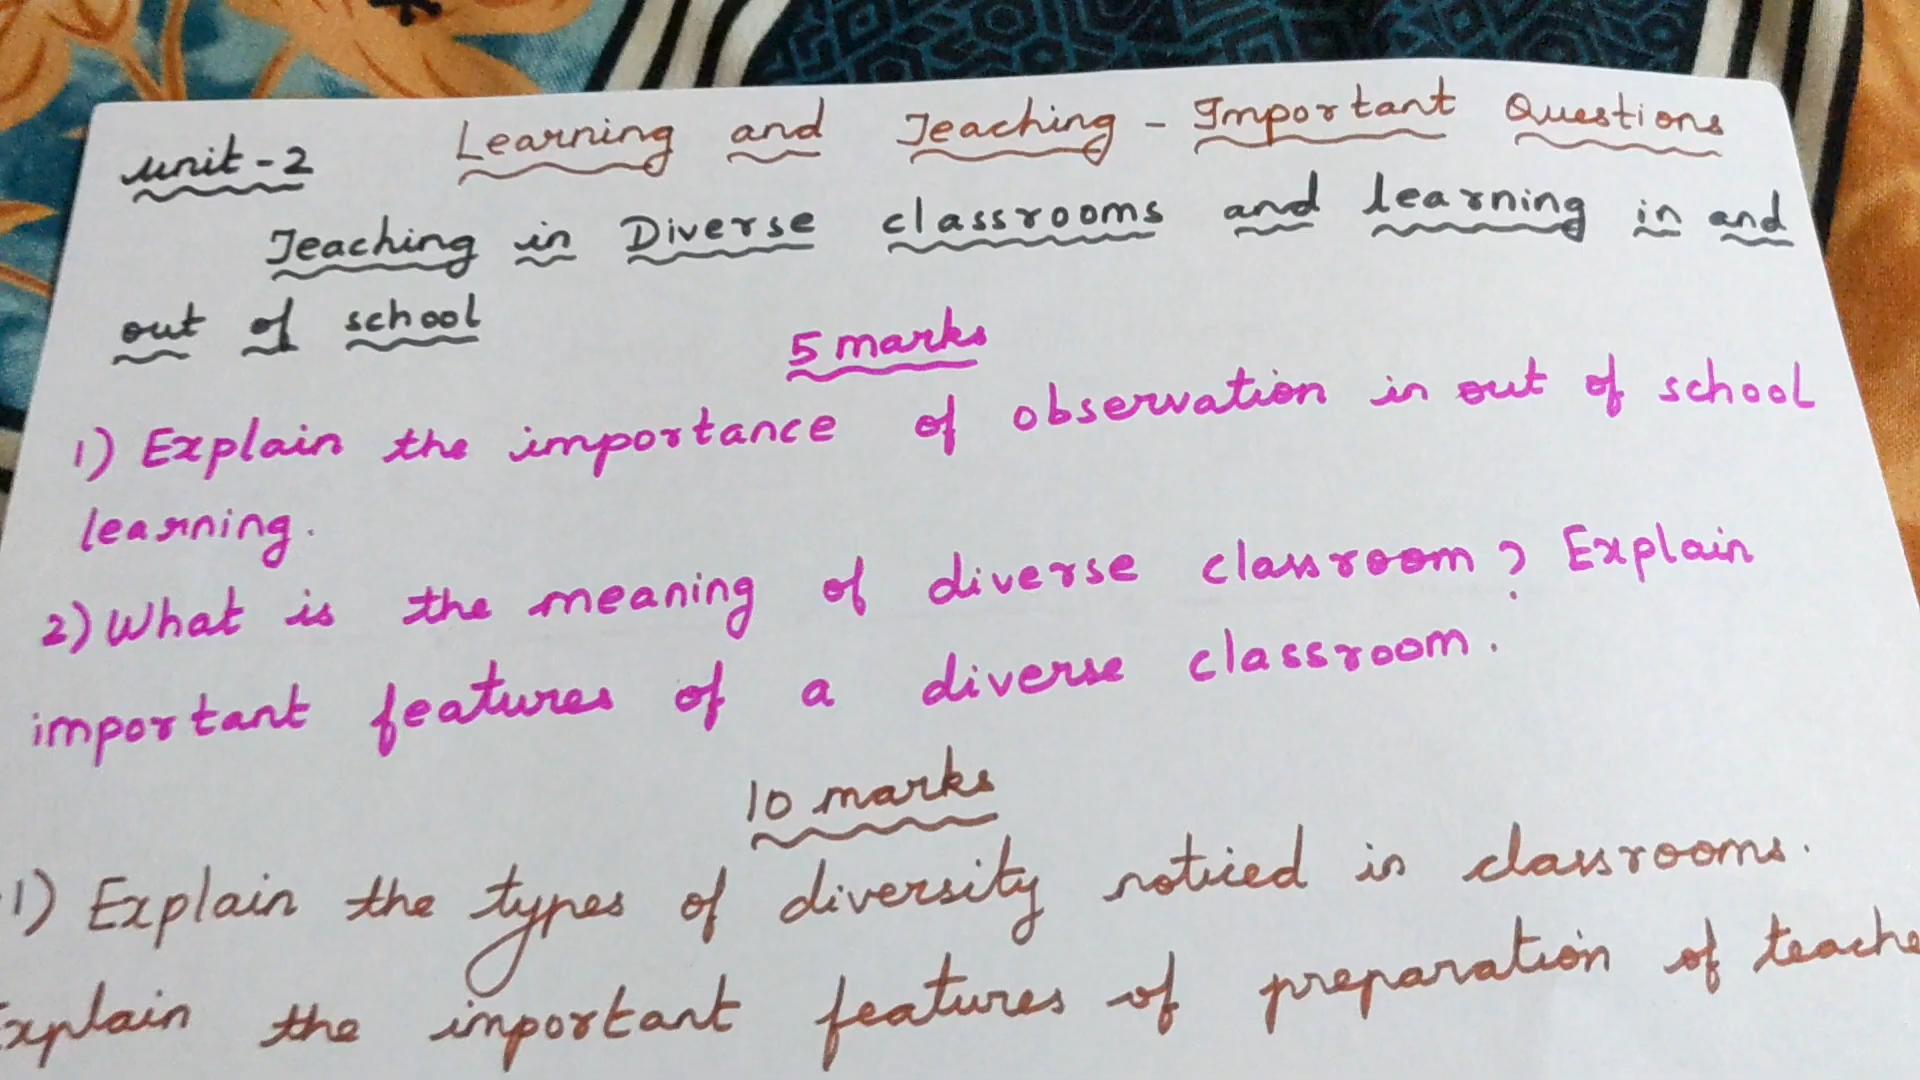 Learning and Teaching - Important Questions
unit-2
Teaching in Diverse classrooms and learning in and
out of school
5 marks
1) Explain the importance of observation in out of school
learning.
2) What is the meaning of diverse classroom? Explain
important features of a diverse classroom.
10 marks
1) Explain the types of diversity noticed in classrooms.
Explain the important features of preparation of